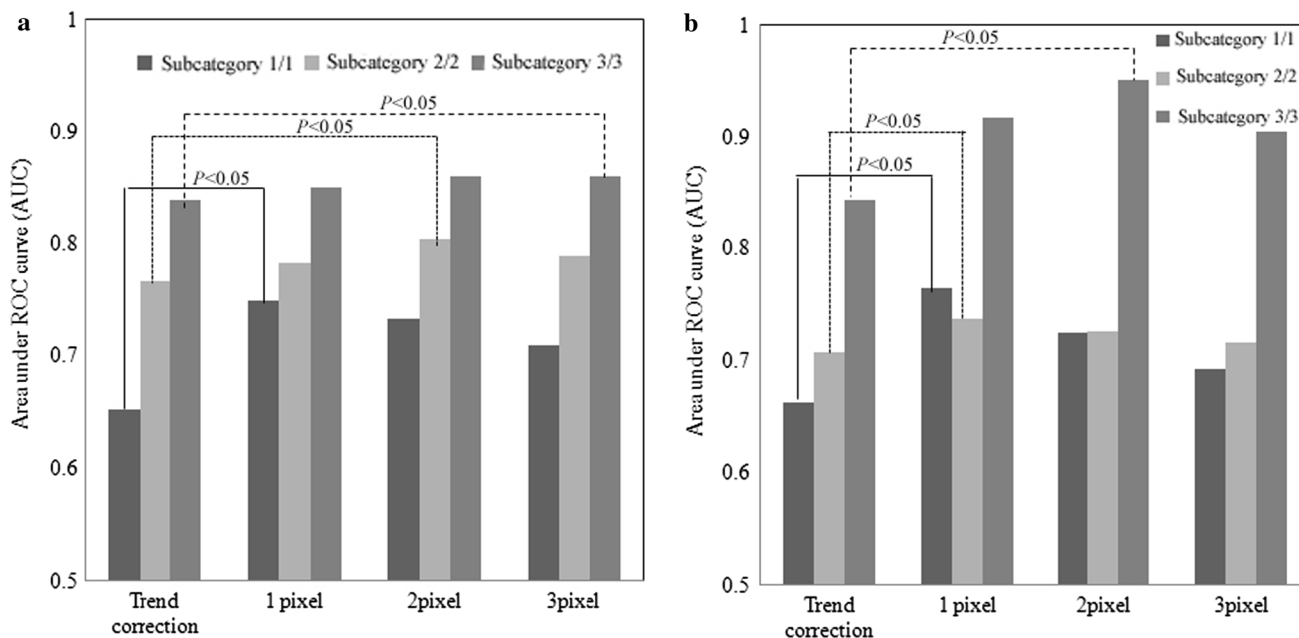 a
1
Subcategory 1/1 Subcategory 2/2 Subcategory 3/3
P<0.05
P<0.05
P<0.05
0.9
0.8
0.7
0.6
0.5
Area under ROC curve (AUC)
Trend correction
1 pixel
2pixel
3pixel
b
1
P<0.05
P<0.05
P<0.05
Subcategory 1/1
Subcategory 2/2
Subcategory 3/3
0.9
0.8
0.7
0.6
0.5
Area under ROC curve (AUC)
Trend correction
1 pixel
2pixel
3pixel